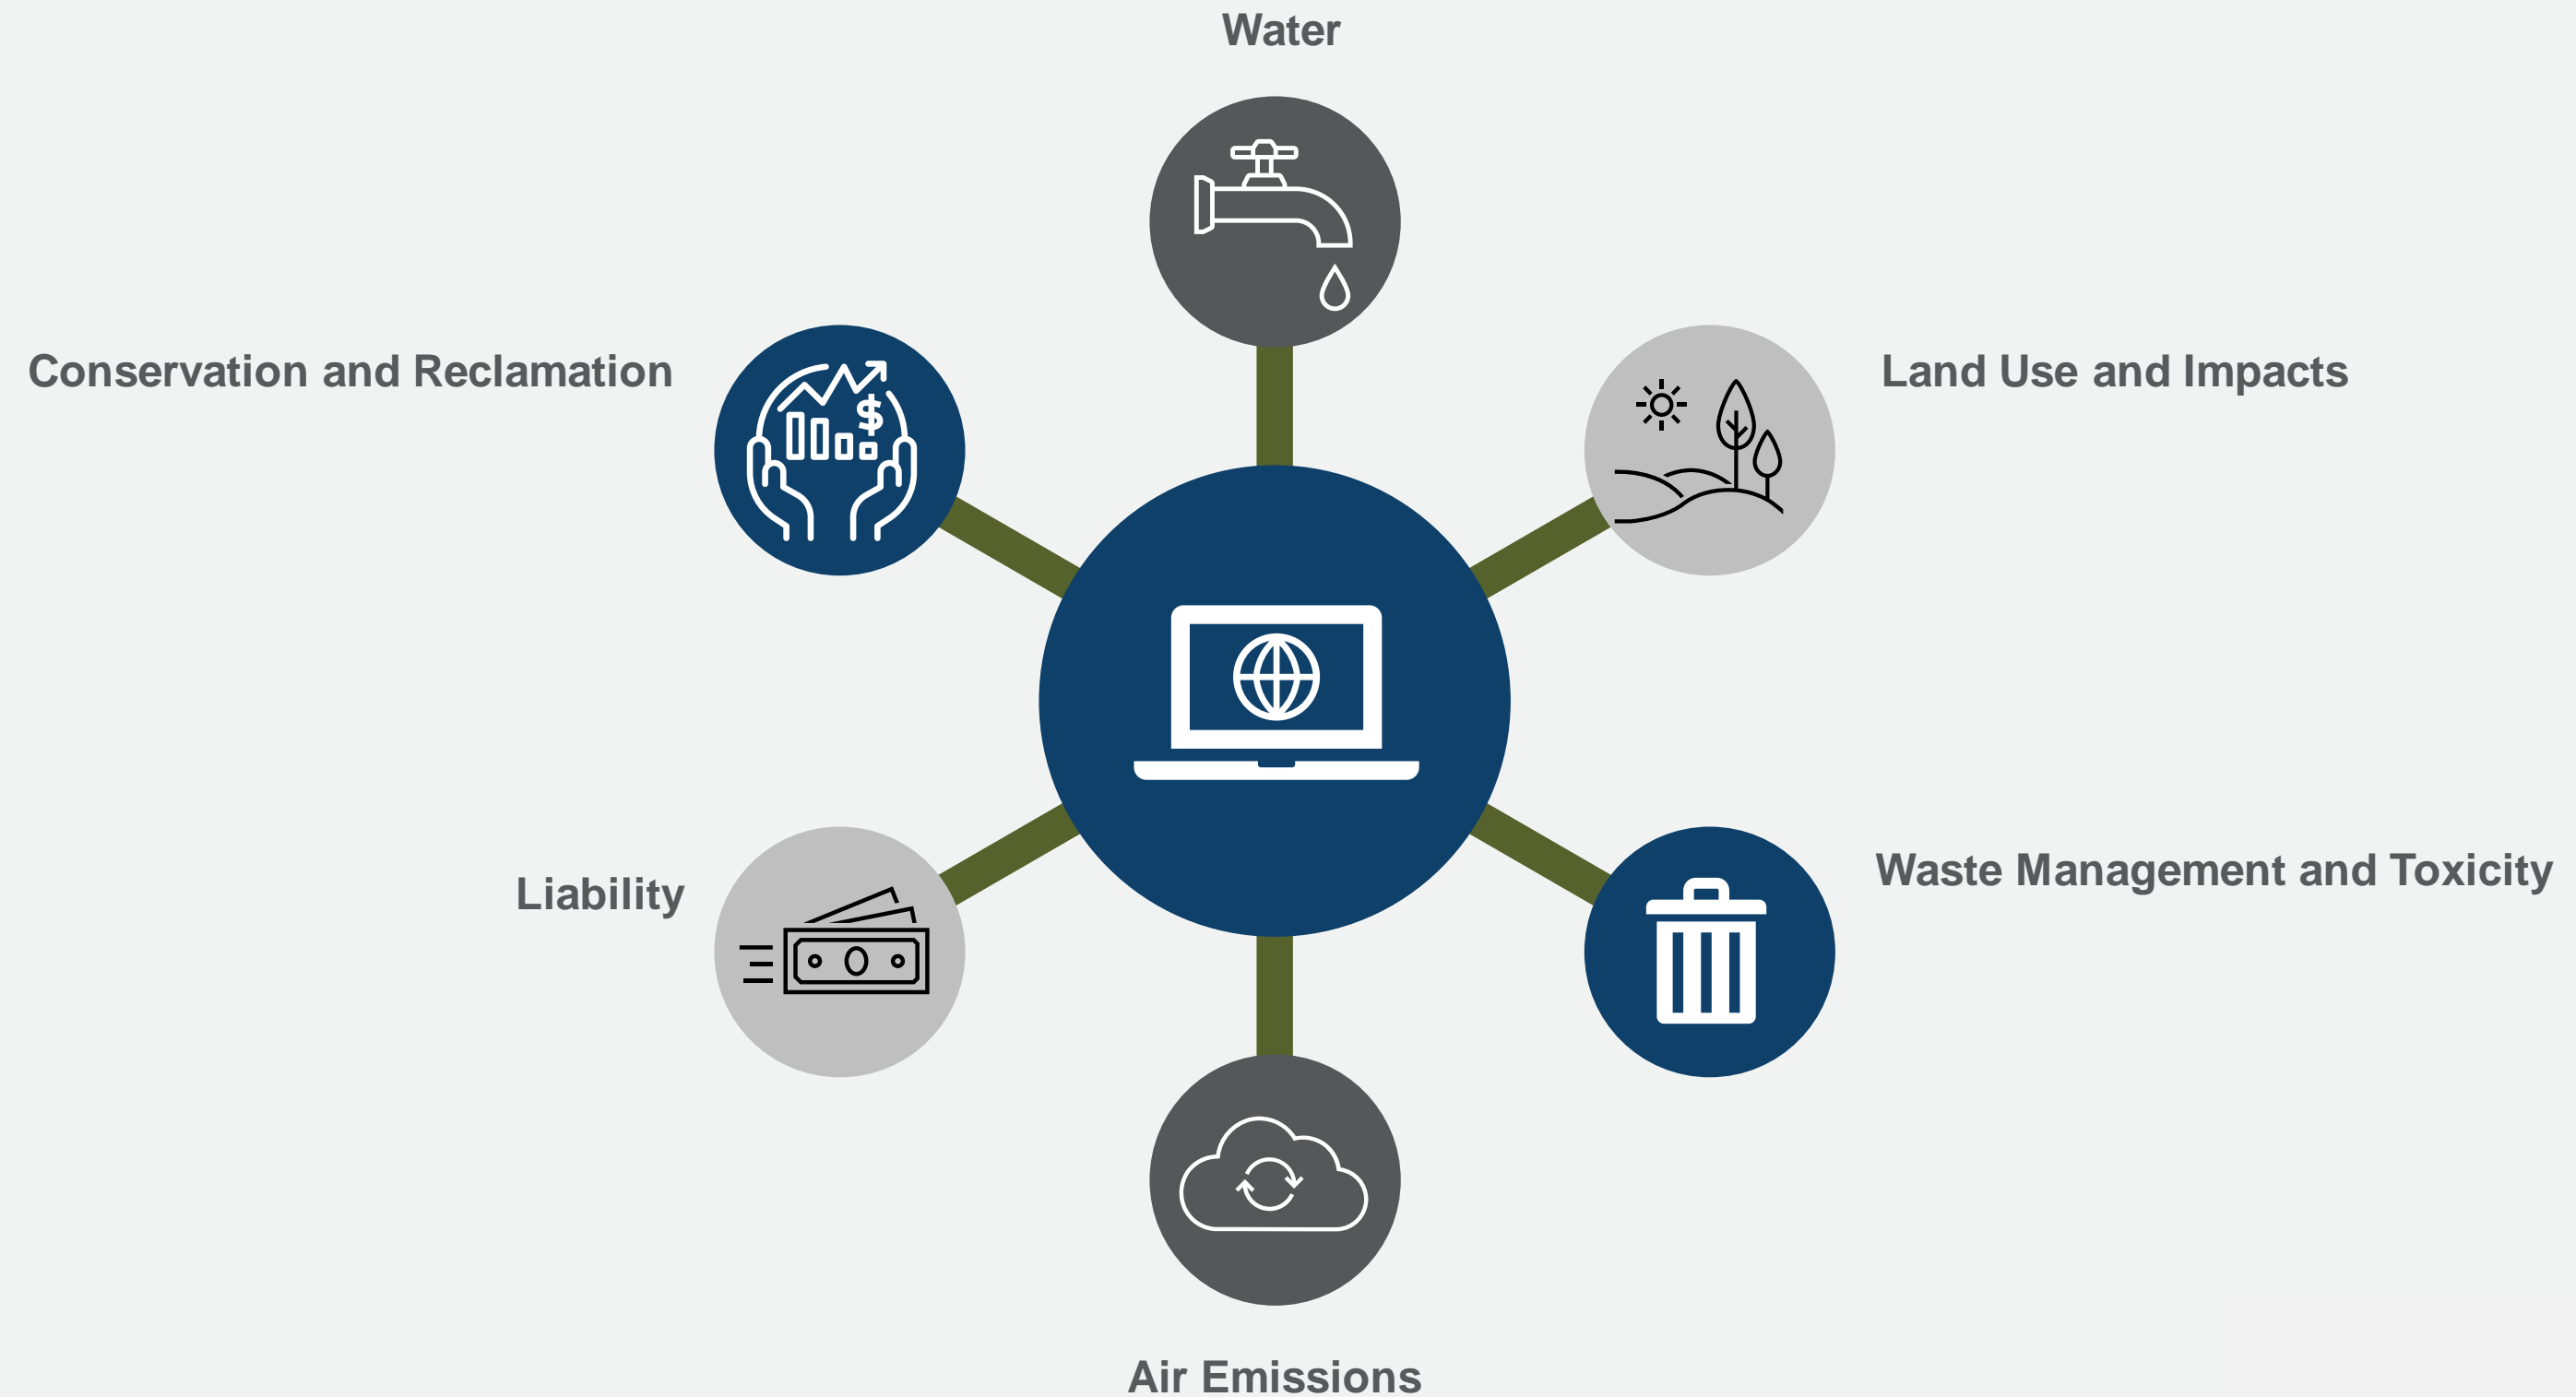 Water
Conservation and Reclamation
Land Use and Impacts
Liability
Waste Management and Toxicity
Air Emissions